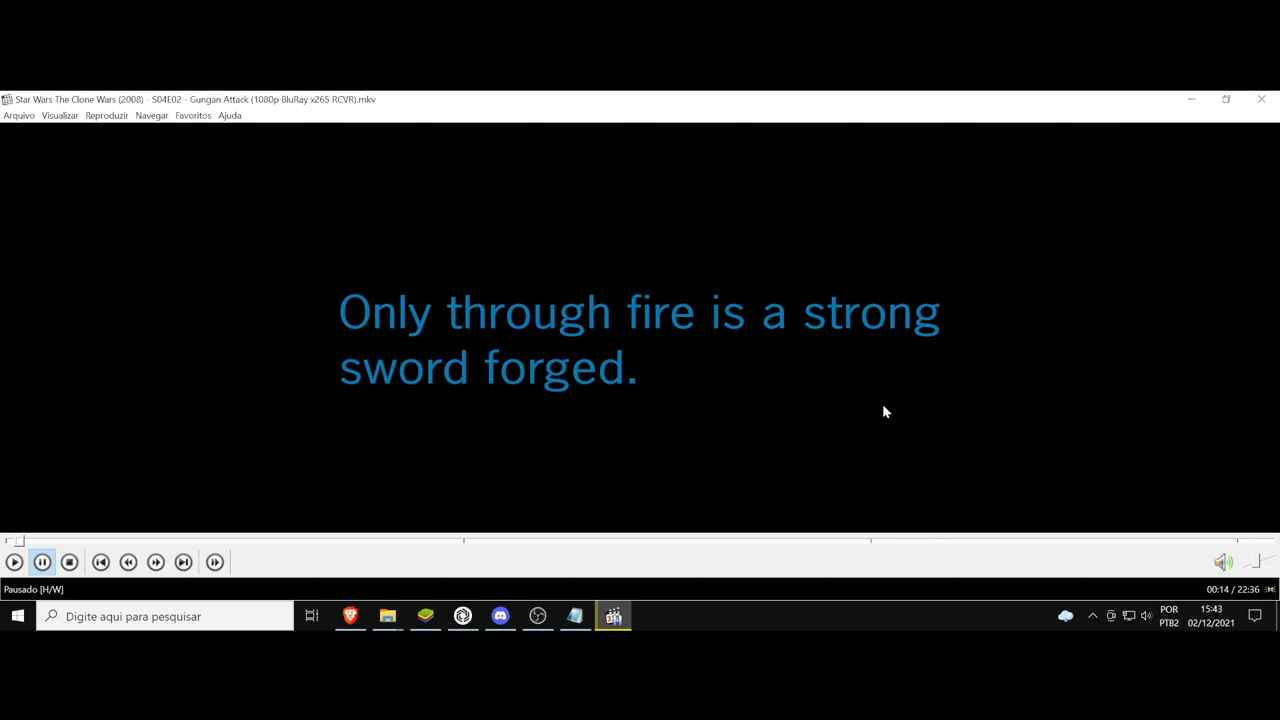 Star Wars The Clone Wars (2008) - S04E02 - Gungan Attack (1080p BluRay x265 RCVR).mkv
Arquivo Visualizar Reproduzir Navegar Favoritos Ajuda
Only through fire is a strong
sword forged.
Pausado [H/W]
00:14 / 22:36
Digite aqui para pesquisar
POR
PTB2
15:43
02/12/2021